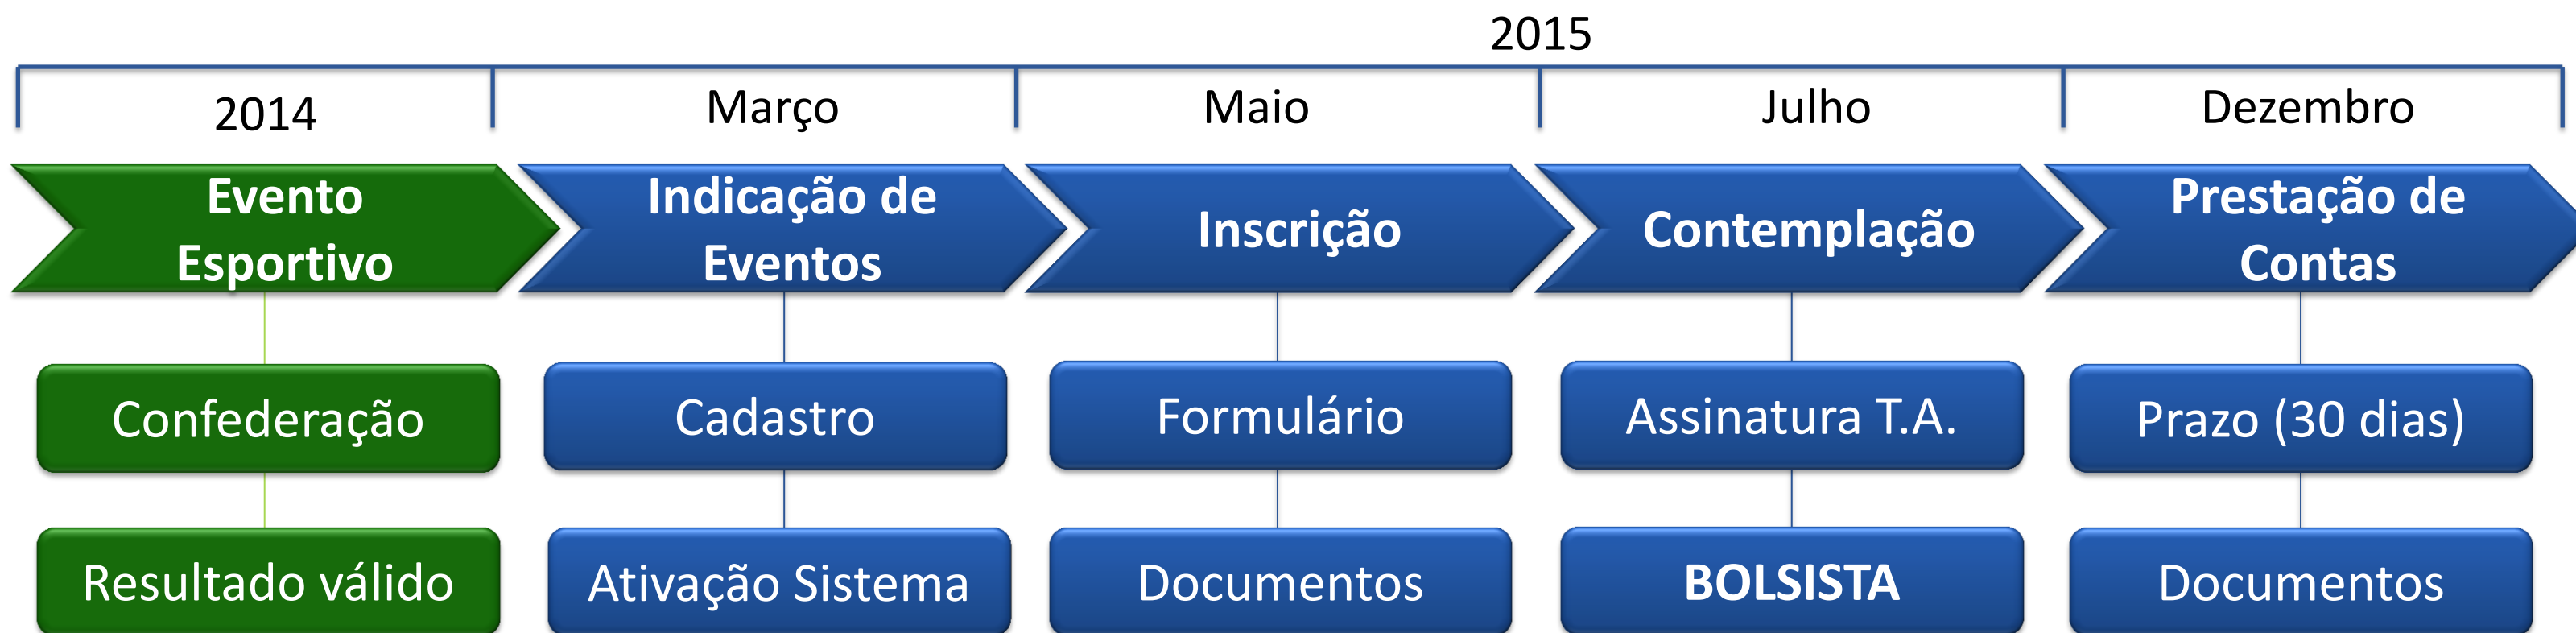 2015
2014
Março
Maio
Julho
Dezembro
Evento
Esportivo
Indicação de
Eventos
Inscrição
Contemplação
Prestação de
Contas
Confederação
Cadastro
Formulário
Assinatura T.A.
Prazo (30 dias)
Resultado válido
Ativação Sistema
Documentos
BOLSISTA
Documentos